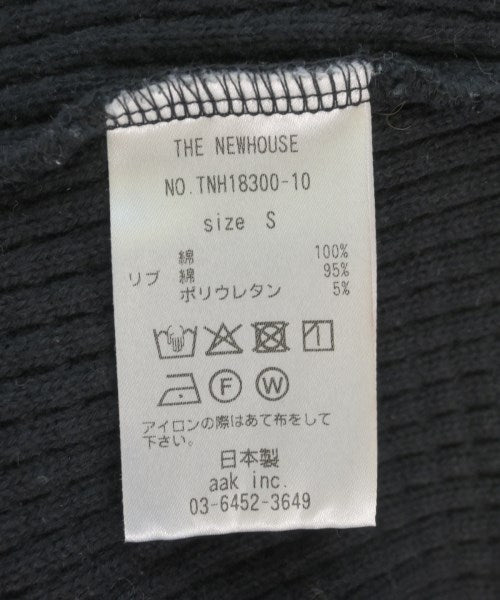 THE NEWHOUSE
NO.TNH18300-10
size S
綿 100%
リブ 綿 95%
ポリウレタン 5%
F W
アイロンの際はあて布をして
下さい。
日本製
aak inc.
03-6452-3649